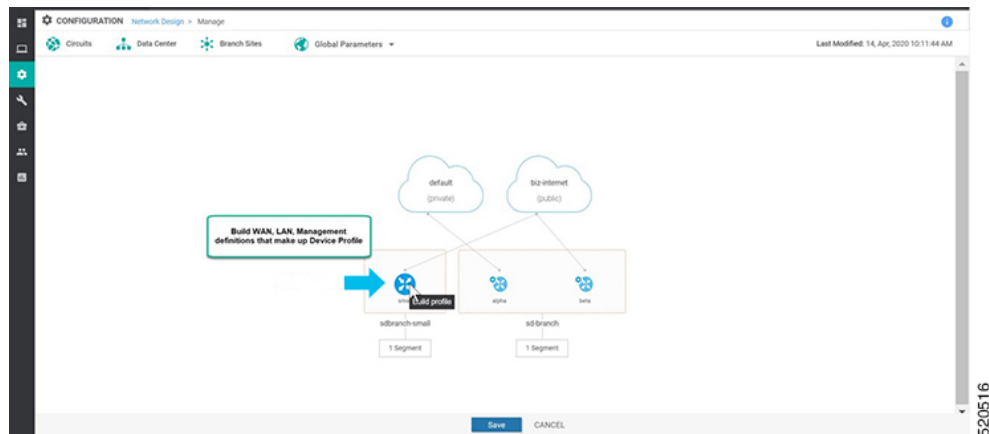 CONFIGURATION Network Design > Manage
Circuits Data Center Branch Sites Global Parameters Last Modified: 14, Apr, 2020 10:11:44 AM
default
(private)
biz-internet
(public)
Build WAN, LAN, Management
definitions that make up Device Profile
Build profile
alpha
beta
sdbranch-small
sd-branch
1 Segment
1 Segment
Save CANCEL
520516